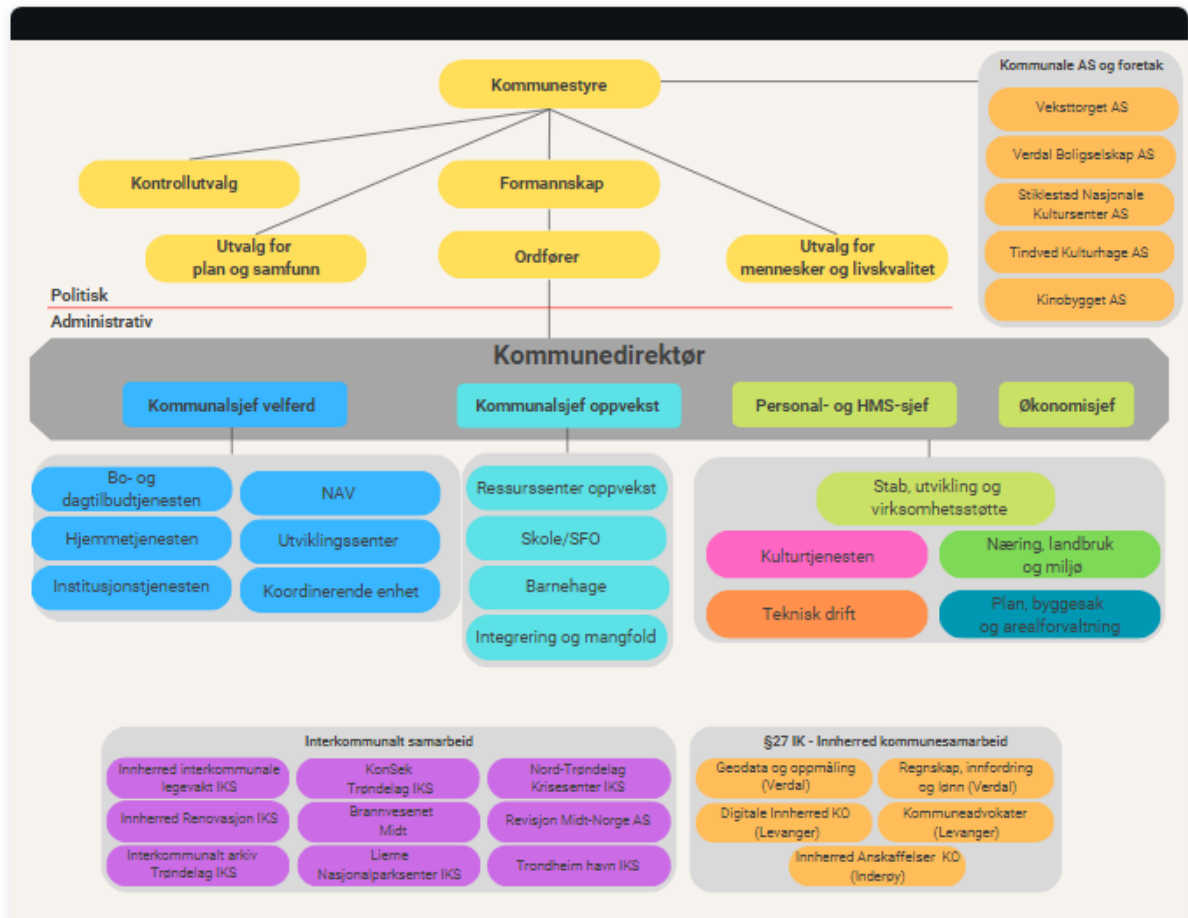 Kommunestyre
Kommunale AS og foretak
Veksttorget AS
Verdal Boligselskap AS
Stiklestad Nasjonale
Kultursenter AS
Tindved Kulturhage AS
Kinobygget AS
Kontrollutvalg
Formannskap
Utvalg for
plan og samfunn
Ordfører
Utvalg for
mennesker og livskvalitet
Politisk
Administrativ
Kommunedirektør
Kommunalsjef velferd
Kommunalsjef oppvekst
Personal- og HMS-sjef
Økonomisjef
Bo- og
dagtilbudtjenesten
NAV
Hjemmetjenesten
Utviklingssenter
Institusjonstjenesten
Koordinerende enhet
Ressurssenter oppvekst
Skole/SFO
Barnehage
Integrering og mangfold
Stab, utvikling og
virksomhetsstøtte
Kulturtjenesten
Næring, landbruk
og miljø
Teknisk drift
Plan, byggesak
og arealforvaltning
Interkommunalt samarbeid
Innherred interkommunale
legevakt IKS
KonSek
Trøndelag IKS
Nord-Trøndelag
Krisesenter IKS
Innherred Renovasjon IKS
Brannvesenet
Midt
Revisjon Midt-Norge AS
Interkommunalt arkiv
Trøndelag IKS
Lierne
Nasjonalparksenter IKS
Trondheim havn IKS
§27 IK - Innherred kommunesamarbeid
Geodata og oppmåling
(Verdal)
Regnskap, innfordring
og lønn (Verdal)
Digitale Innherred KO
(Levanger)
Kommuneadvokater
(Levanger)
Innherred Anskaffelser KO
(Inderøy)